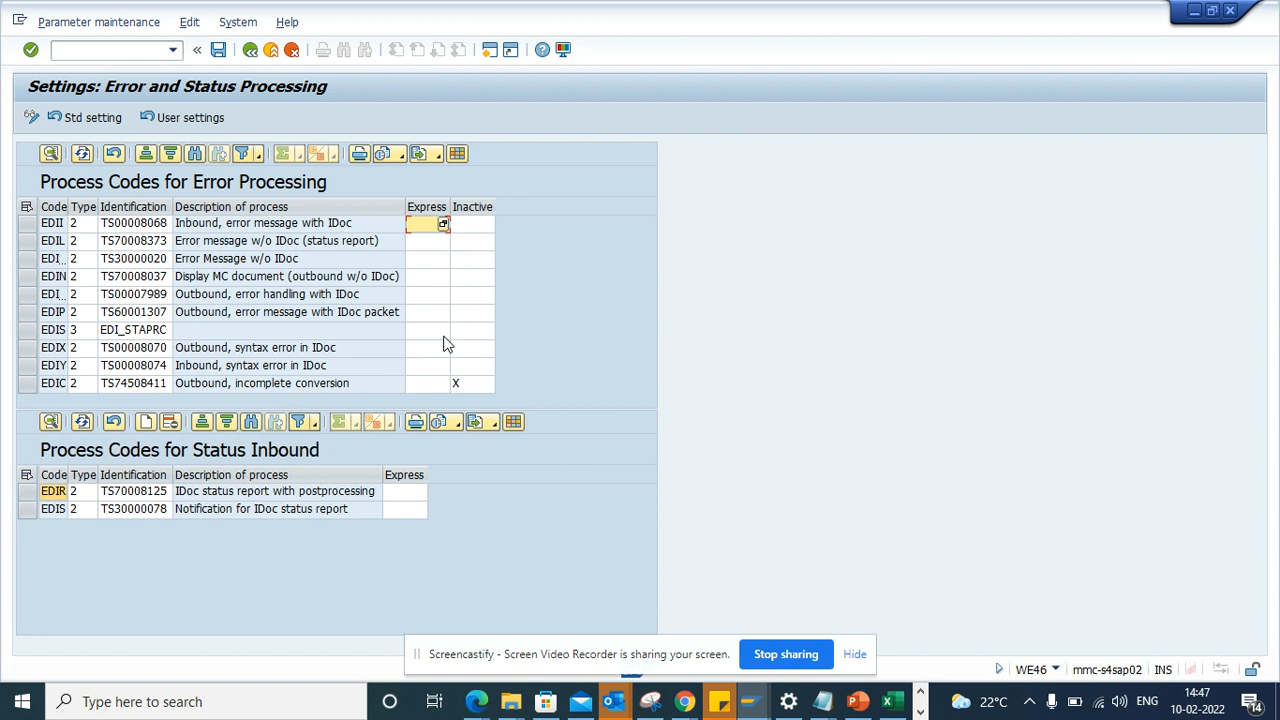 Parameter maintenance Edit System Help
Settings: Error and Status Processing
Std setting User settings
Process Codes for Error Processing
Code Type Identification Description of process Express Inactive
EDII 2 TS00008068 Inbound, error message with IDoc
EDIL 2 TS70008373 Error message w/o IDoc (status report)
EDI... 2 TS30000020 Error Message w/o IDoc
EDIN 2 TS70008037 Display MC document (outbound w/o IDoc)
EDI... 2 TS00007989 Outbound, error handling with IDoc
EDIP 2 TS60001307 Outbound, error message with IDoc packet
EDIS 3 EDI_STAPRC
EDIX 2 TS00008070 Outbound, syntax error in IDoc
EDIY 2 TS00008074 Inbound, syntax error in IDoc
EDIC 2 TS74508411 Outbound, incomplete conversion X
Process Codes for Status Inbound
Code Type Identification Description of process Express
EDIR 2 TS70008125 IDoc status report with postprocessing
EDIS 2 TS30000078 Notification for IDoc status report
Screencastify - Screen Video Recorder is sharing your screen. Stop sharing Hide
WE46 mmc-s4sap02 INS
Type here to search 22°C ENG 14:47
10-02-2022 14